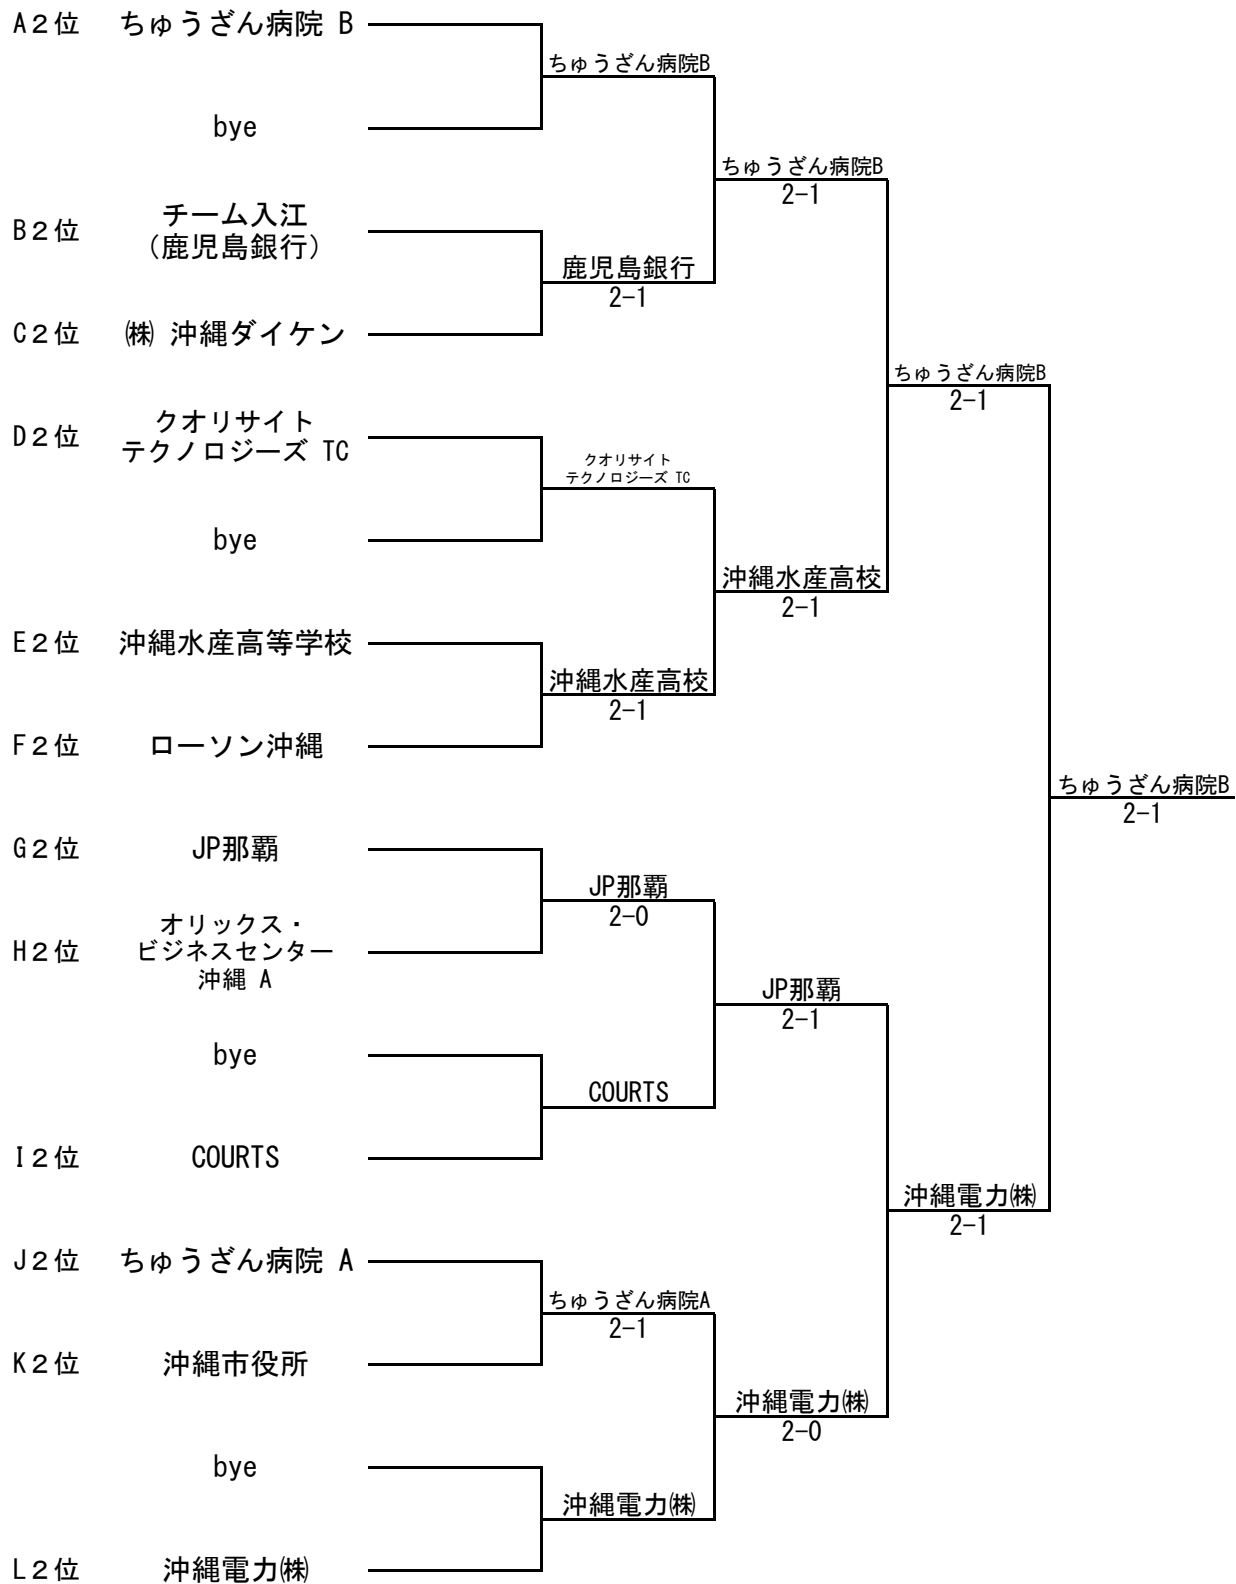 A２位 ちゅうざん病院 B
ちゅうざん病院B
bye
ちゅうざん病院B
2-1
B２位 チーム入江
（鹿児島銀行）
鹿児島銀行
2-1
C２位 ㈱ 沖縄ダイケン
ちゅうざん病院B
2-1
D２位 クオリサイト
テクノロジーズ TC
クオリサイト
テクノロジーズ TC
bye
沖縄水産高校
2-1
E２位 沖縄水産高等学校
沖縄水産高校
2-1
F２位 ローソン沖縄
ちゅうざん病院B
2-1
G２位 JP那覇
JP那覇
2-0
H２位 オリックス・
ビジネスセンター
沖縄 A
JP那覇
2-1
bye
COURTS
I２位 COURTS
沖縄電力㈱
2-1
J２位 ちゅうざん病院 A
ちゅうざん病院A
2-1
K２位 沖縄市役所
沖縄電力㈱
2-0
bye
沖縄電力㈱
L２位 沖縄電力㈱